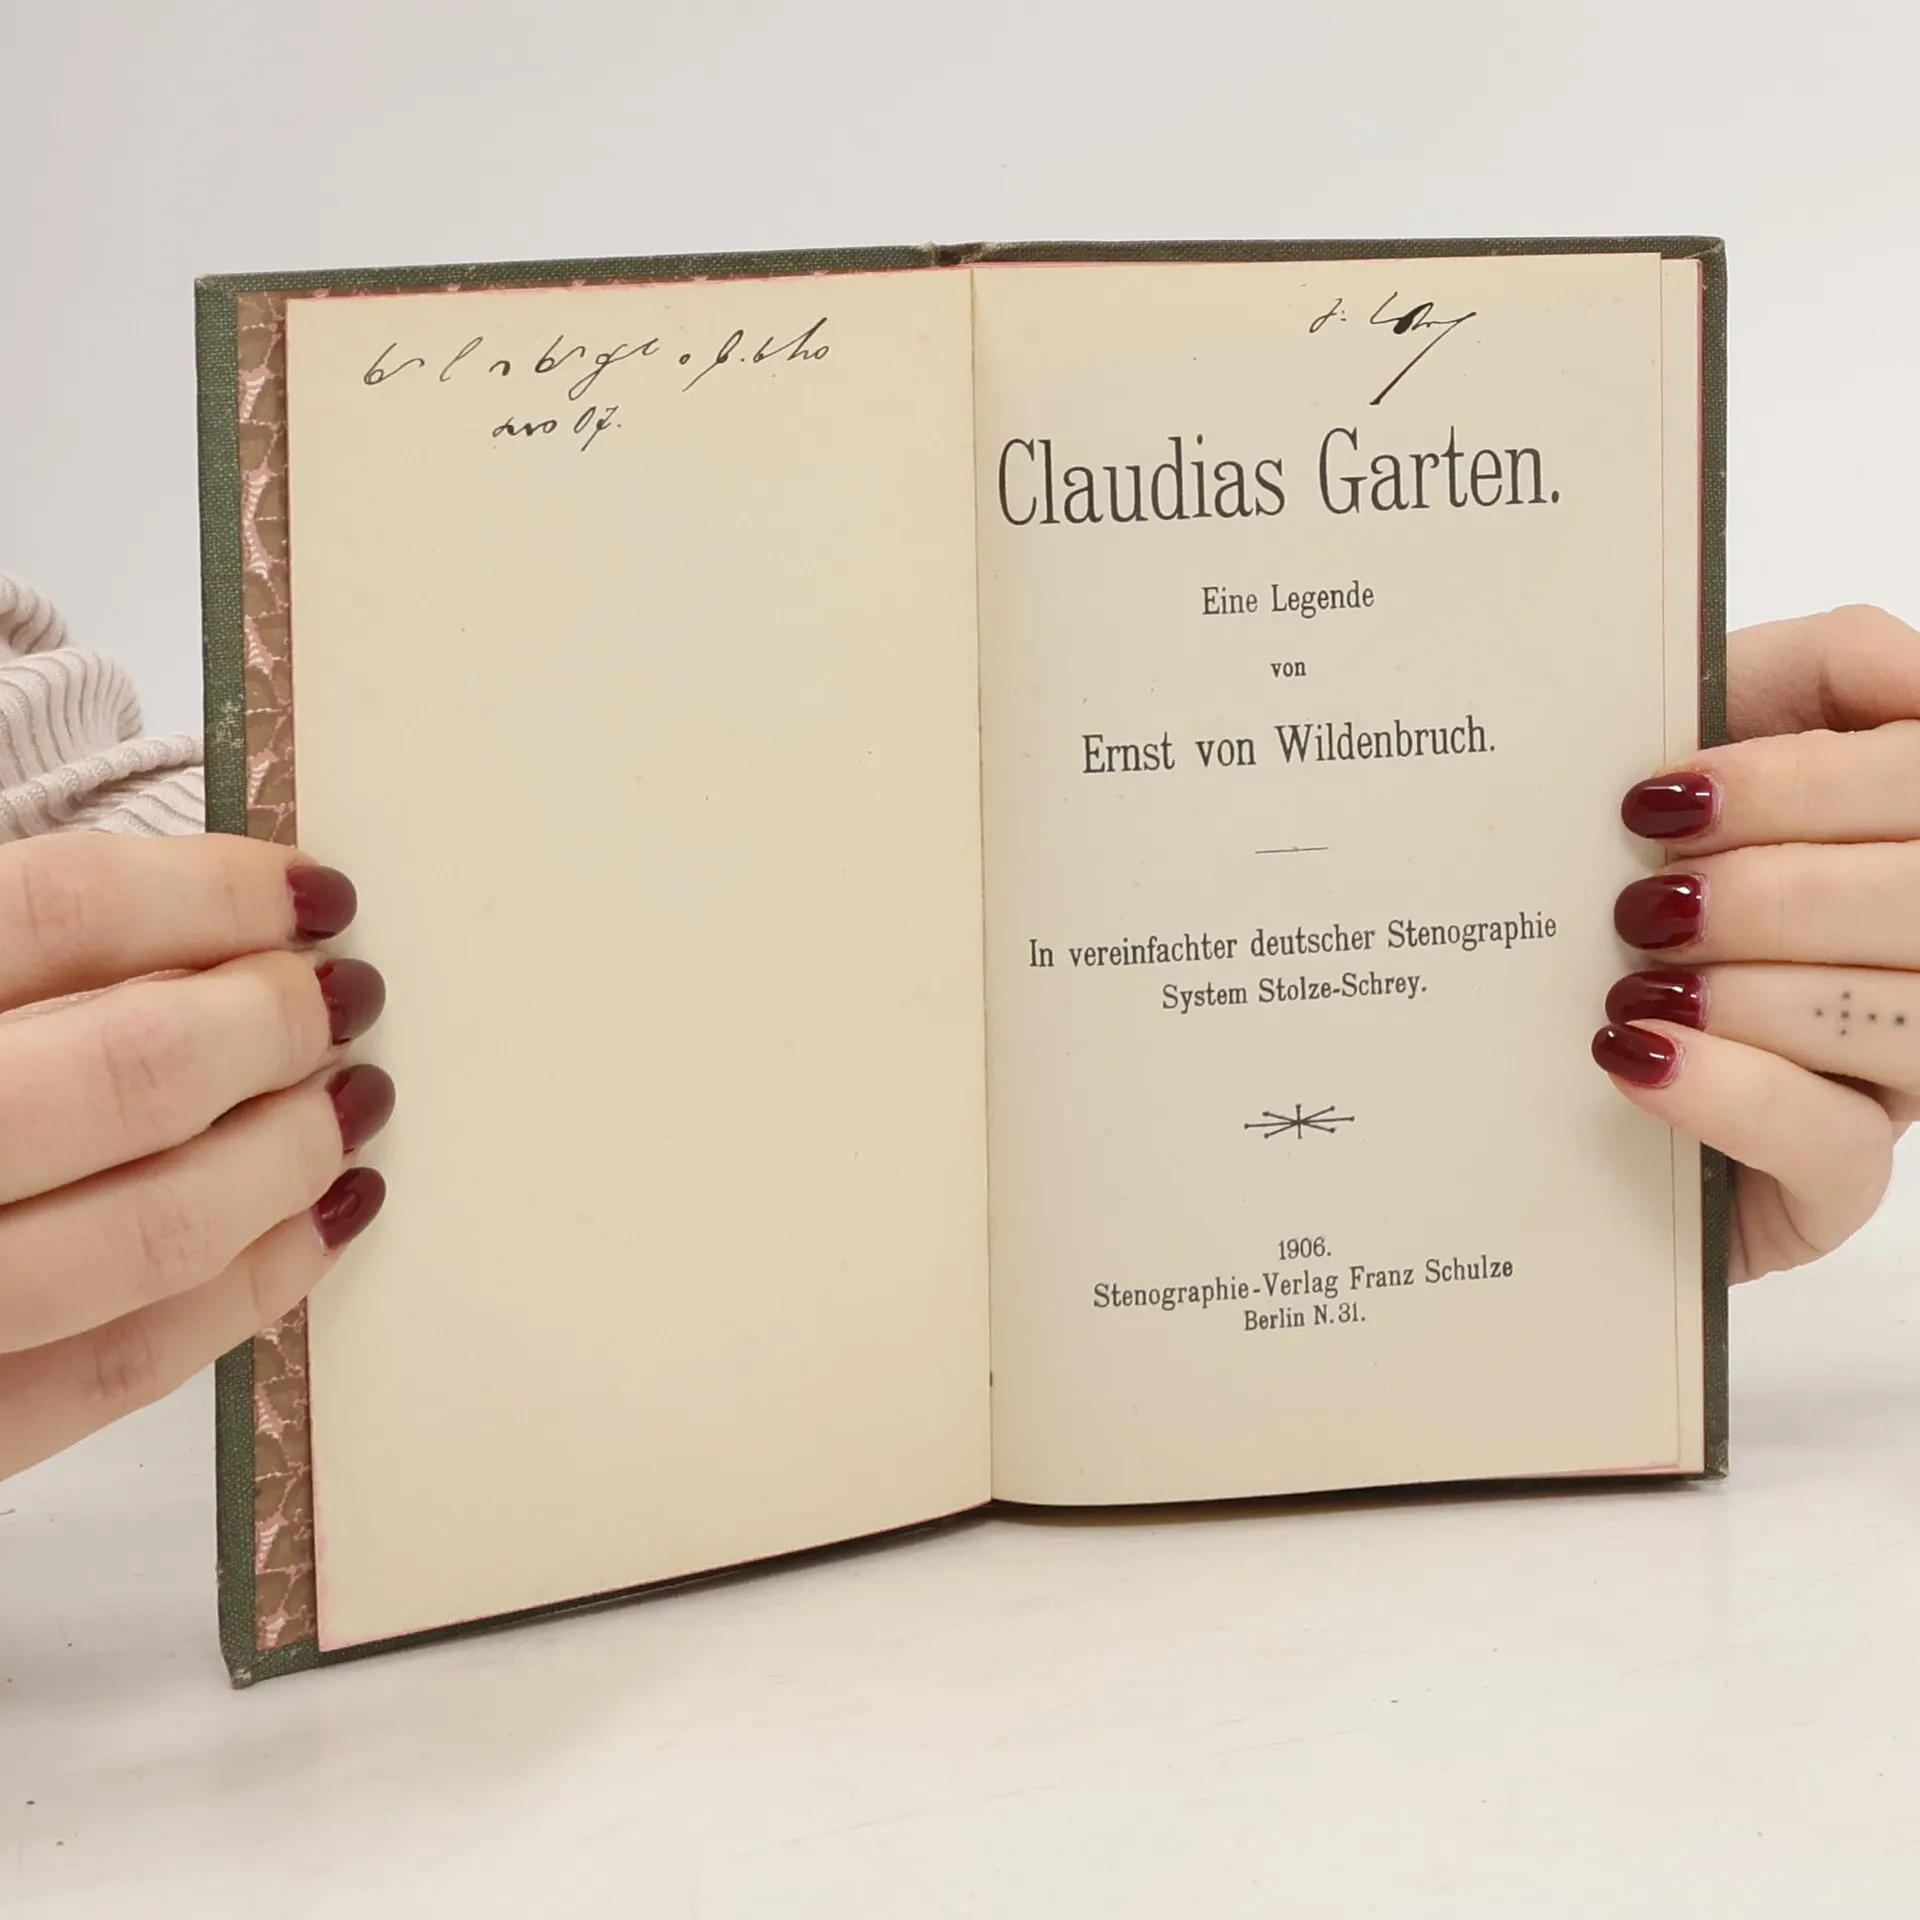 07.
Claudias Garten.
Eine Legende
von
Ernst von Wildenbruch.
In vereinfachter deutscher Stenographie
System Stolze-Schrey.
1906.
Stenographie-Verlag Franz Schulze
Berlin N. 31.